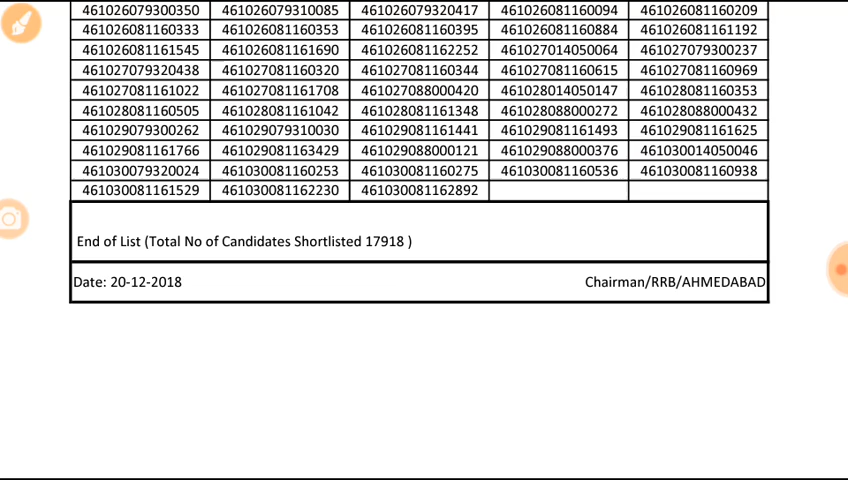 461026079300350 461026079310085 461026079320417 461026081160094 461026081160209
461026081160333 461026081160353 461026081160395 461026081160884 461026081161192
461026081161545 461026081161690 461026081162252 461027014050064 461027079300237
461027079320438 461027081160320 461027081160344 461027081160615 461027081160969
461027081161022 461027081161708 461027088000420 461028014050147 461028081160353
461028081160505 461028081161042 461028081161348 461028088000272 461028088000432
461029079300262 461029079310030 461029081161441 461029081161493 461029081161625
461029081161766 461029081163429 461029088000121 461029088000376 461030014050046
461030079320024 461030081160253 461030081160275 461030081160536 461030081160938
461030081161529 461030081162230 461030081162892
End of List (Total No of Candidates Shortlisted 17918 )
Date: 20-12-2018 Chairman/RRB/AHMEDABAD